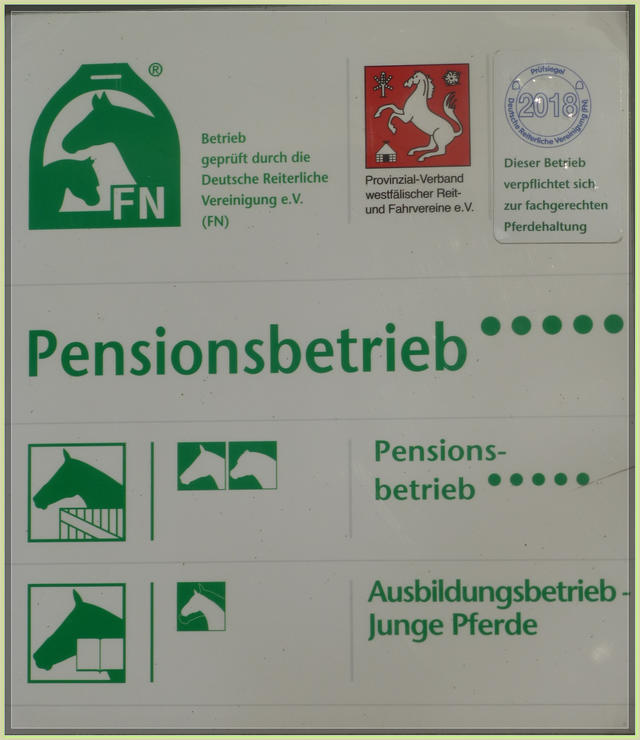 ®
FN
Betrieb
geprüft durch die
Deutsche Reiterliche
Vereinigung e.V.
(FN)
Provinzial-Verband
westfälischer Reit-
und Fahrvereine e.V.
Prüfsiegel
2018
Deutsche Reiterliche Vereinigung (FN)
Dieser Betrieb
verpflichtet sich
zur fachgerechten
Pferdehaltung
Pensionsbetrieb ●●●●●
Pensions-
betrieb ●●●●●
Ausbildungsbetrieb -
Junge Pferde